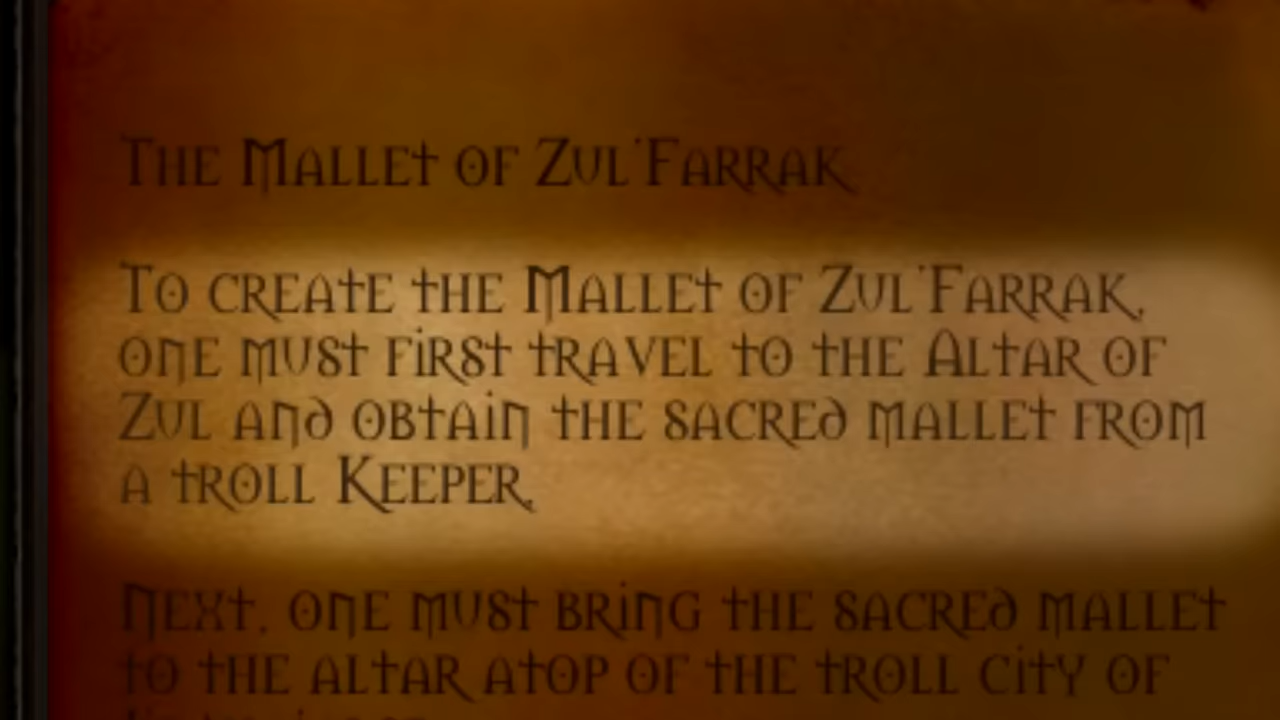 The Mallet of Zul'Farrak
To create the Mallet of Zul'Farrak,
one must first travel to the Altar of
Zul and obtain the sacred mallet from
a troll Keeper.
Next, one must bring the sacred mallet
to the altar atop of the troll city of